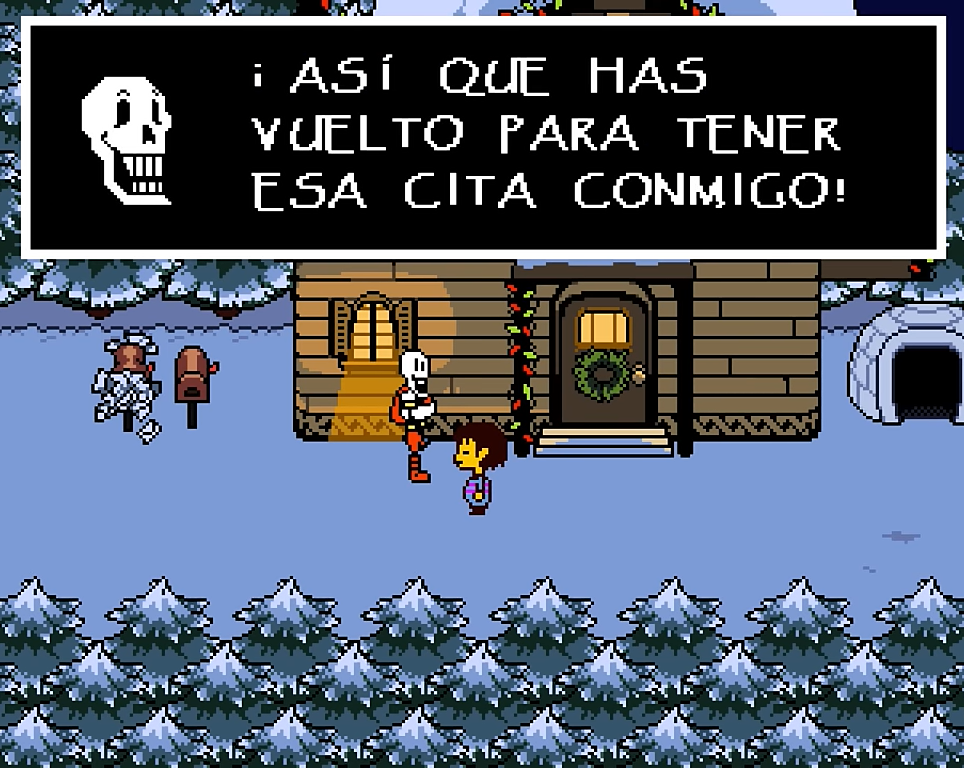 ¡ASÍ QUE HAS
VUELTO PARA TENER
ESA CITA CONMIGO!